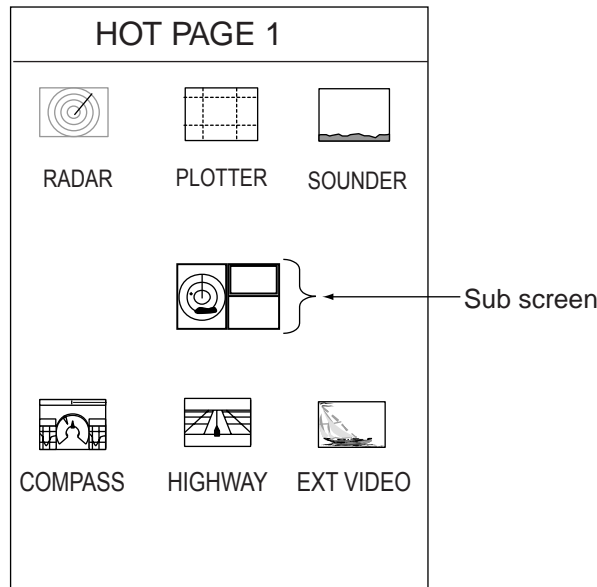 HOT PAGE 1
RADAR PLOTTER SOUNDER
Sub screen
COMPASS HIGHWAY EXT VIDEO